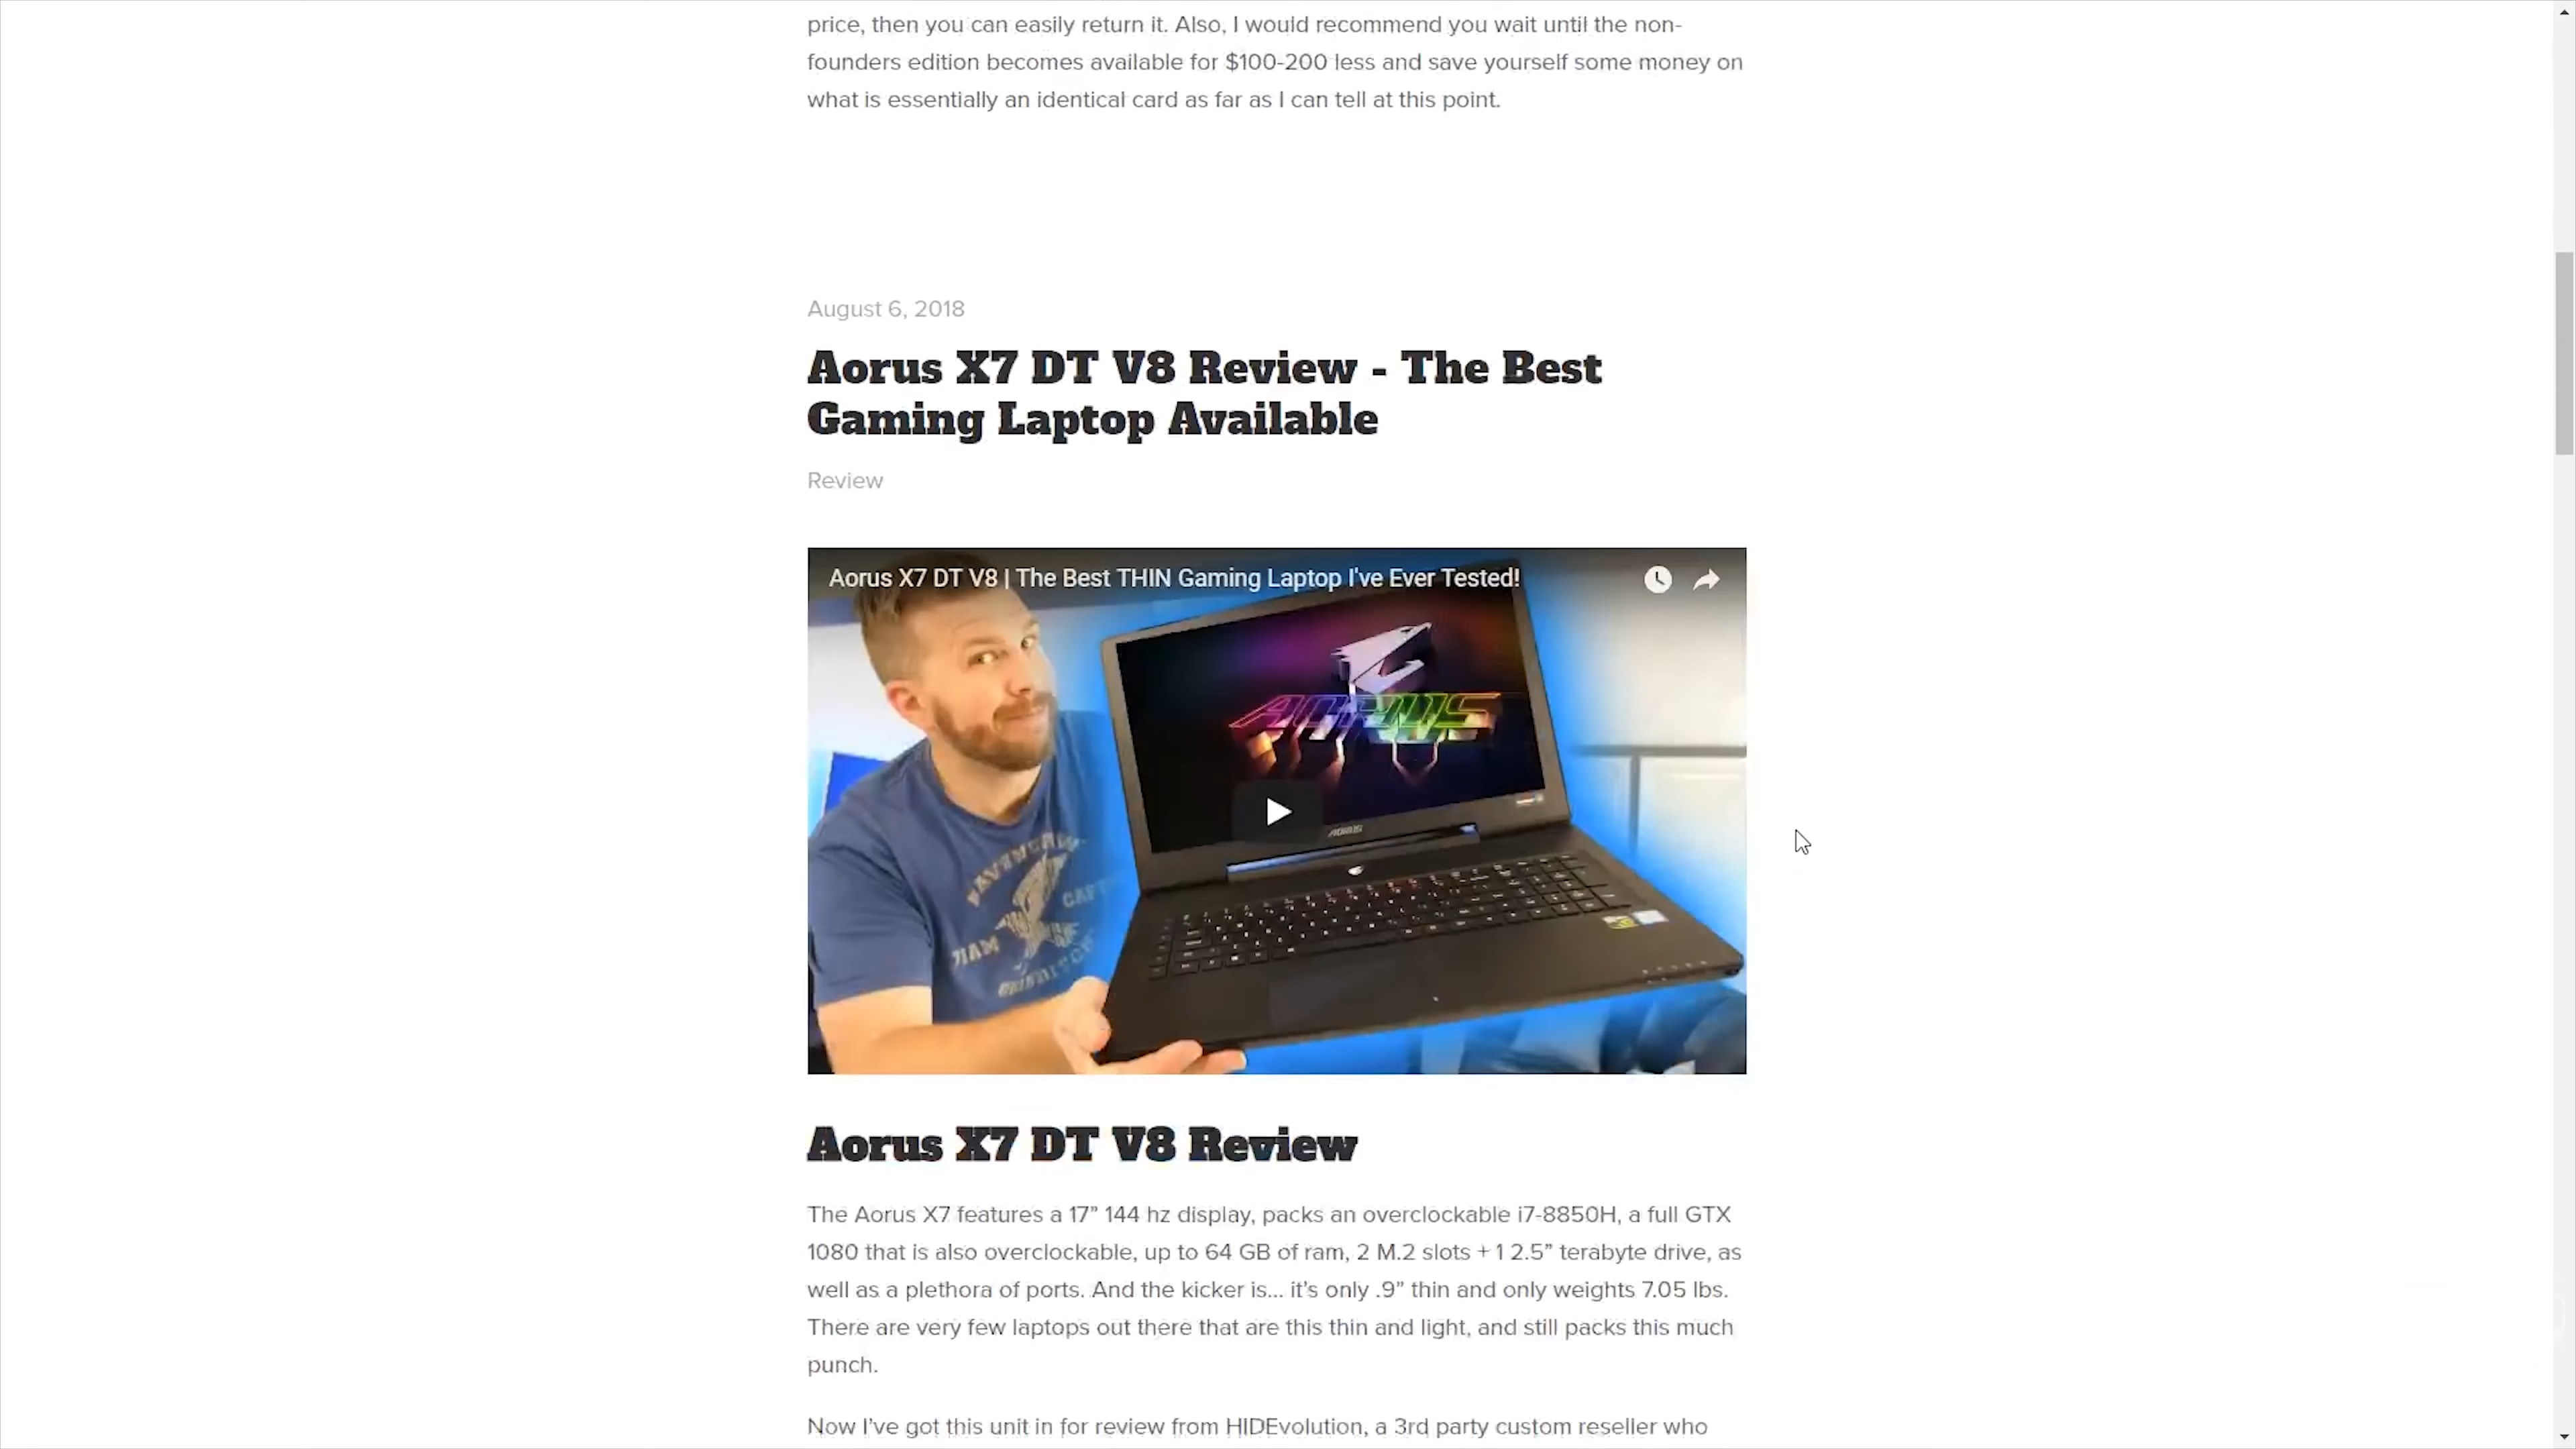 price, then you can easily return it. Also, I would recommend you wait until the non-
founders edition becomes available for $100-200 less and save yourself some money on
what is essentially an identical card as far as I can tell at this point.
August 6, 2018
Aorus X7 DT V8 Review - The Best
Gaming Laptop Available
Review
Aorus X7 DT V8 | The Best THIN Gaming Laptop I've Ever Tested!
AORUS
AORUS
TEAM
Aorus X7 DT V8 Review
The Aorus X7 features a 17” 144 hz display, packs an overclockable i7-8850H, a full GTX
1080 that is also overclockable, up to 64 GB of ram, 2 M.2 slots + 1 2.5” terabyte drive, as
well as a plethora of ports. And the kicker is... it’s only .9” thin and only weights 7.05 lbs.
There are very few laptops out there that are this thin and light, and still packs this much
punch.
Now I’ve got this unit in for review from HIDEvolution, a 3rd party custom reseller who